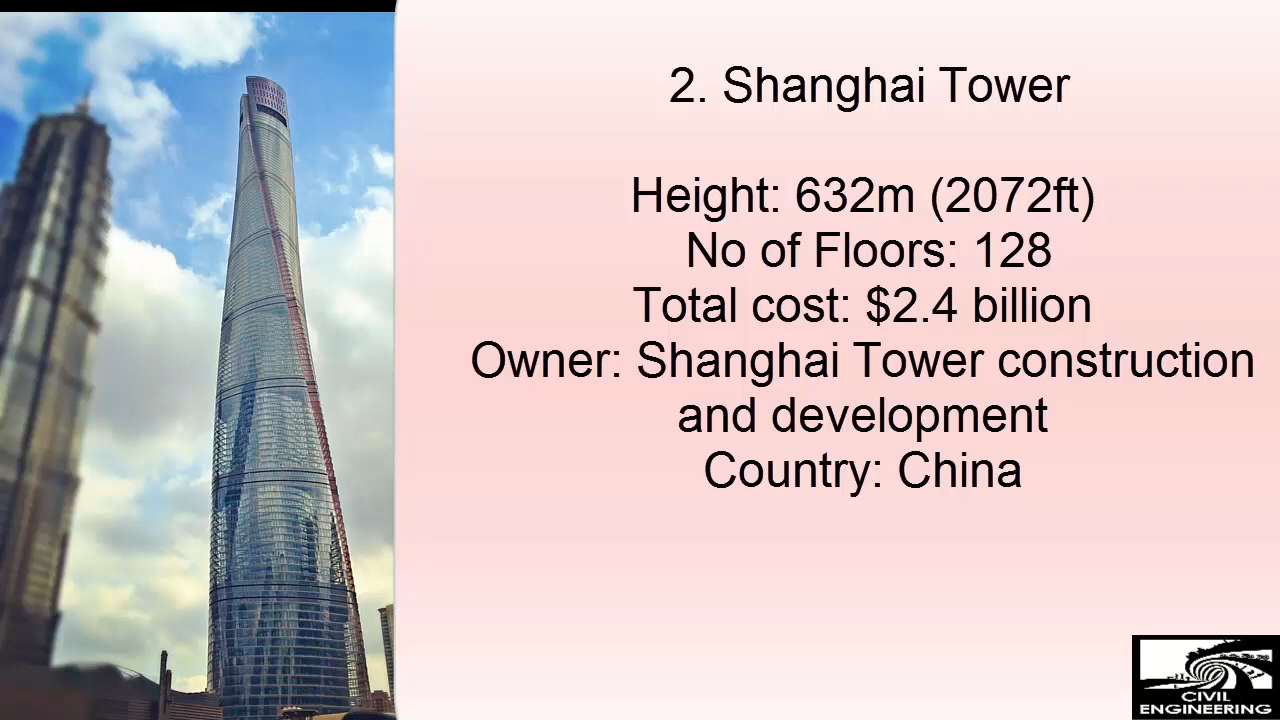 2. Shanghai Tower
Height: 632m (2072ft)
No of Floors: 128
Total cost: $2.4 billion
Owner: Shanghai Tower construction
and development
Country: China
CIVIL
ENGINEERING